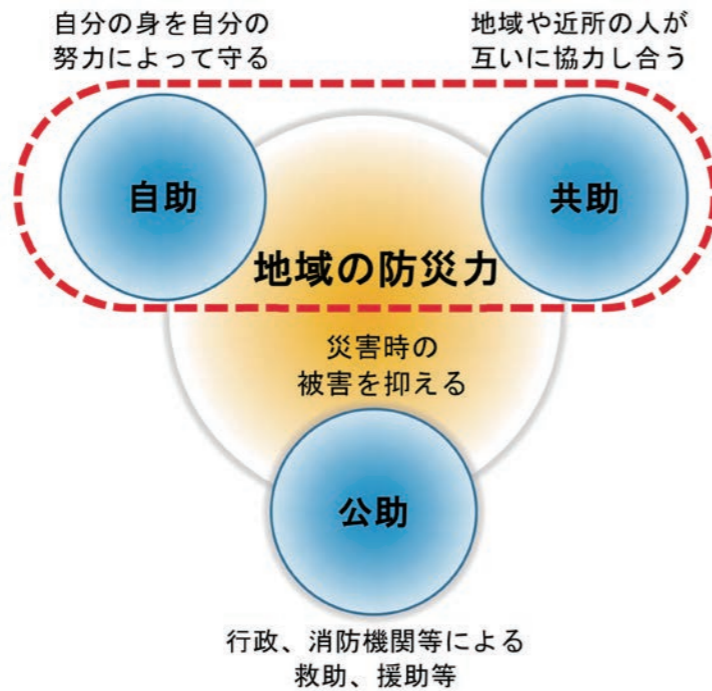 自分の身を自分の
努力によって守る
地域や近所の人が
互いに協力し合う
自助
共助
地域の防災力
災害時の
被害を抑える
公助
行政、消防機関等による
救助、援助等